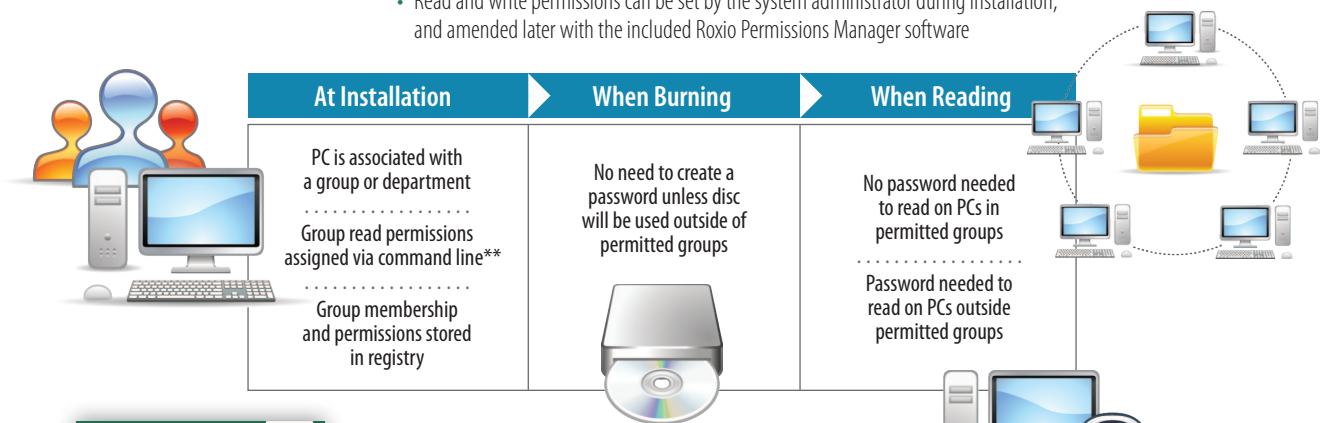 • Read and write permissions can be set by the system administrator during installation,
and amended later with the included Roxio Permissions Manager software
At Installation
When Burning
When Reading
PC is associated with
a group or department
Group read permissions
assigned via command line**
Group membership
and permissions stored
in registry
No need to create a
password unless disc
will be used outside of
permitted groups
No password needed
to read on PCs in
permitted groups
Password needed to
read on PCs outside
permitted groups